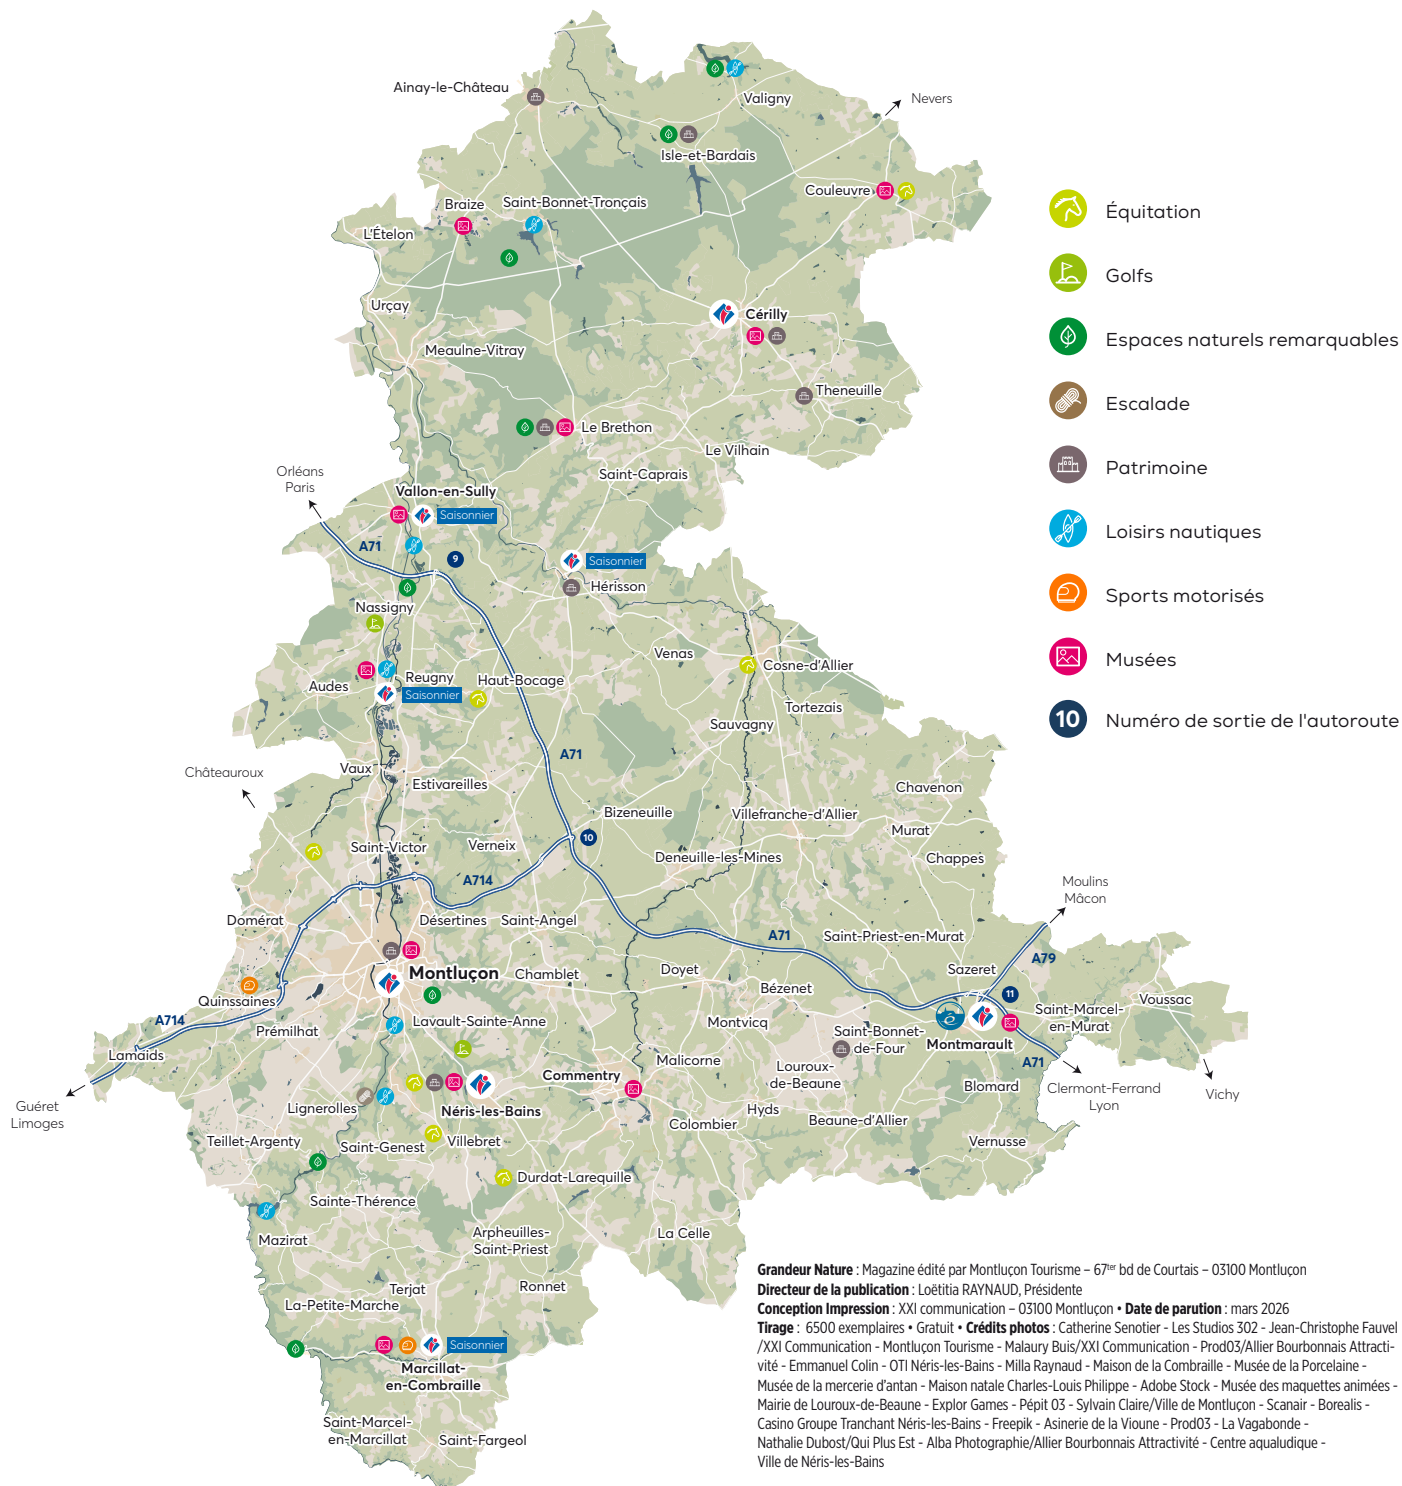 Ainay-le-Château
Valigny
Nevers
Isle-et-Bardais
Couleuvre
Braize
Saint-Bonnet-Tronçais
L'Ételon
Urçay
Cérilly
Meaulne-Vitray
Theneuille
Le Brethon
Le Vilhain
Saint-Caprais
Orléans
Paris
Vallon-en-Sully
Saisonnier
A71
9
Saisonnier
Hérisson
Nassigny
Venas
Cosne-d'Allier
Reugny
Haut-Bocage
Audes
Saisonnier
Tortezais
Sauvagny
A71
Châteauroux
Vaux
Estivareilles
Chavenon
Bizeneuille
Villefranche-d'Allier
Murat
10
Saint-Victor
Verneix
Deneuille-les-Mines
Chappes
A714
Moulins
Mâcon
Domérat
Désertines
Saint-Angel
A71
Saint-Priest-en-Murat
A79
Montluçon
Chamblet
Doyet
Sazeret
Bézenet
11
Voussac
Quinssaines
A714
Prémilhat
Lavault-Sainte-Anne
Montvicq
Saint-Bonnet-
de-Four
Montmarault
Saint-Marcel-
en-Murat
Lamaids
Malicorne
A71
Commentry
Louroux-
de-Beaune
Blomard
Clermont-Ferrand
Lyon
Vichy
Guéret
Limoges
Lignerolles
Néris-les-Bains
Hyds
Colombier
Beaune-d'Allier
Teillet-Argenty
Saint-Genest
Villebret
Vernusse
Durdat-Larequille
Sainte-Thérence
Mazirat
Arpheuilles-
Saint-Priest
La Celle
Terjat
Ronnet
La-Petite-Marche
Saisonnier
Marcillat-
en-Combraille
Saint-Marcel-
en-Marcillat
Saint-Fargeol
Équitation
Golfs
Espaces naturels remarquables
Escalade
Patrimoine
Loisirs nautiques
Sports motorisés
Musées
10 Numéro de sortie de l'autoroute
Grandeur Nature : Magazine édité par Montluçon Tourisme – 67ter bd de Courtais – 03100 Montluçon
Directeur de la publication : Loëtitia RAYNAUD, Présidente
Conception Impression : XXI communication – 03100 Montluçon • Date de parution : mars 2026
Tirage : 6500 exemplaires • Gratuit • Crédits photos : Catherine Senotier - Les Studios 302 - Jean-Christophe Fauvel
/XXI Communication - Montluçon Tourisme - Malaury Buis/XXI Communication - Prod03/Allier Bourbonnais Attracti-
vité - Emmanuel Colin - OTI Néris-les-Bains - Milla Raynaud - Maison de la Combraille - Musée de la Porcelaine -
Musée de la mercerie d'antan - Maison natale Charles-Louis Philippe - Adobe Stock - Musée des maquettes animées -
Mairie de Louroux-de-Beaune - Explor Games - Pépit 03 - Sylvain Claire/Ville de Montluçon - Scanair - Borealis -
Casino Groupe Tranchant Néris-les-Bains - Freepik - Asinerie de la Vioune - Prod03 - La Vagabonde -
Nathalie Dubost/Qui Plus Est - Alba Photographie/Allier Bourbonnais Attractivité - Centre aqualudique -
Ville de Néris-les-Bains